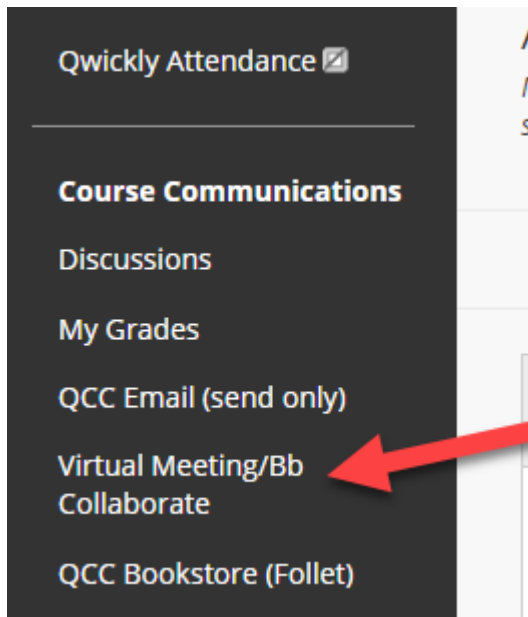 Qwickly Attendance
Course Communications
Discussions
My Grades
QCC Email (send only)
Virtual Meeting/Bb
Collaborate
QCC Bookstore (Follet)